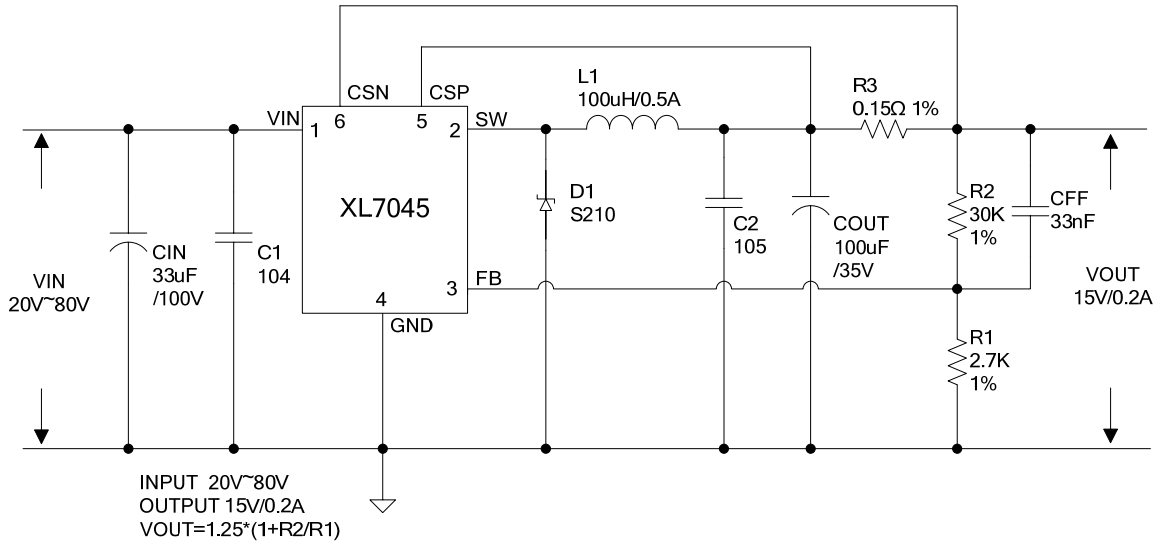 CSN
CSP
L1
100uH/0.5A
R3
0.15Ω 1%
VIN
1
6
5
2
SW
XL7045
D1
S210
R2
30K
1%
CFF
33nF
C2
105
COUT
100uF
/35V
CIN
33uF
/100V
C1
104
VIN
20V~80V
3
FB
4
GND
VOUT
15V/0.2A
R1
2.7K
1%
INPUT 20V~80V
OUTPUT 15V/0.2A
VOUT=1.25*(1+R2/R1)